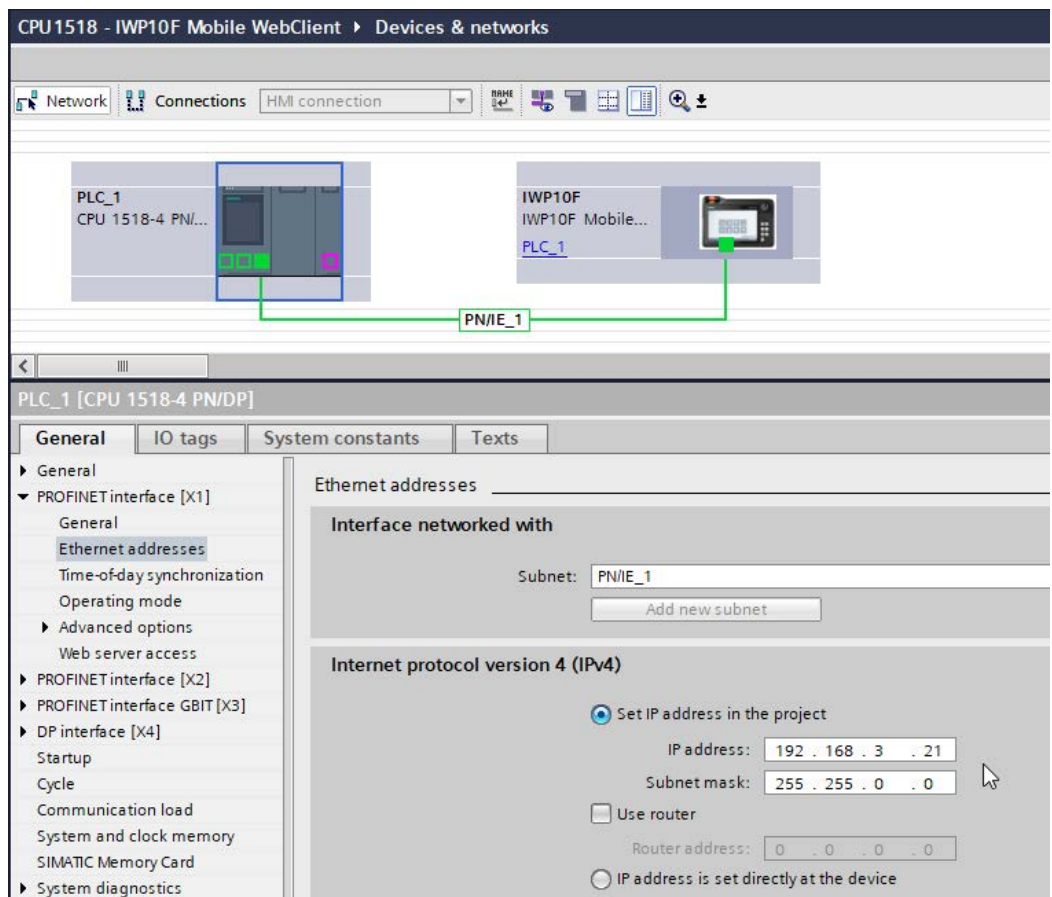 CPU1518 - IWP10F Mobile WebClient ▸ Devices & networks
Network Connections HMI connection NAME
PLC_1
CPU 1518-4 PN/...
IWP10F
IWP10F Mobile...
PLC_1
PN/IE_1
PLC_1 [CPU 1518-4 PN/DP]
General IO tags System constants Texts
General
PROFINET interface [X1]
General
Ethernet addresses
Time-of-day synchronization
Operating mode
Advanced options
Web server access
PROFINET interface [X2]
PROFINET interface GBIT [X3]
DP interface [X4]
Startup
Cycle
Communication load
System and clock memory
SIMATIC Memory Card
System diagnostics
Ethernet addresses
Interface networked with
Subnet: PN/IE_1
Add new subnet
Internet protocol version 4 (IPv4)
Set IP address in the project
IP address: 192 . 168 . 3 . 21
Subnet mask: 255 . 255 . 0 . 0
Use router
Router address: 0 . 0 . 0 . 0
IP address is set directly at the device